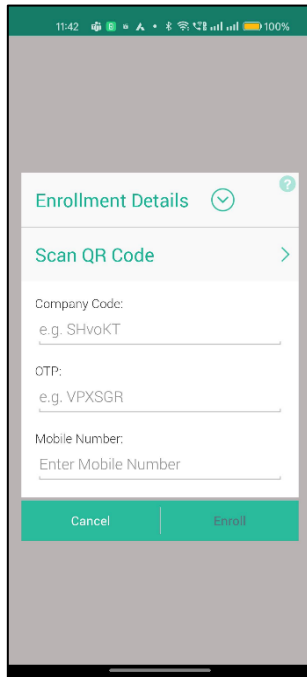 11:42 100%
?
Enrollment Details
Scan QR Code
Company Code:
e.g. SHvoKT
OTP:
e.g. VPXSGR
Mobile Number:
Enter Mobile Number
Cancel Enroll